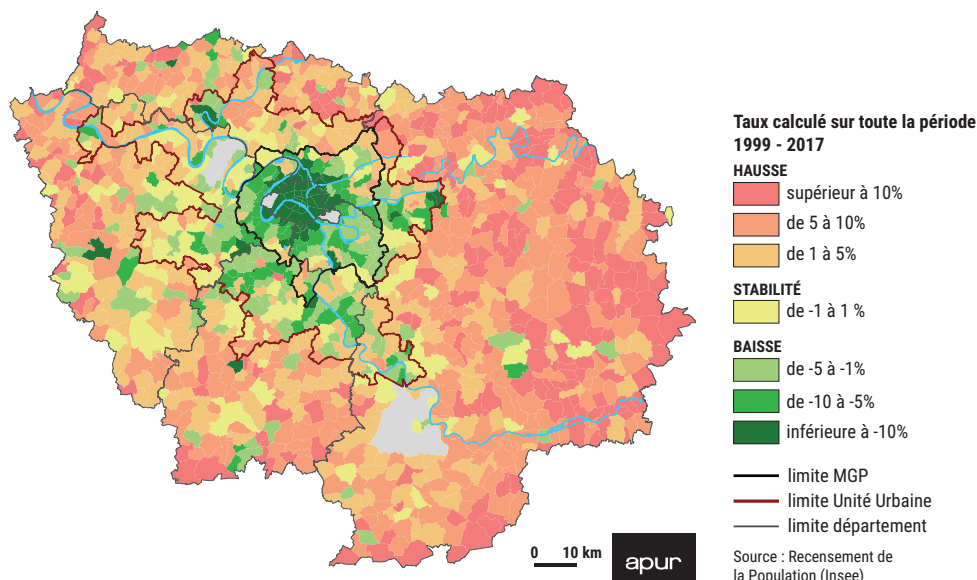 Taux calculé sur toute la période
1999 - 2017
HAUSSE
supérieur à 10%
de 5 à 10%
de 1 à 5%
STABILITÉ
de -1 à 1 %
BAISSE
de -5 à -1%
de -10 à -5%
inférieure à -10%
limite MGP
limite Unité Urbaine
limite département
Source : Recensement de
la Population (Insee)
0 10 km
apur